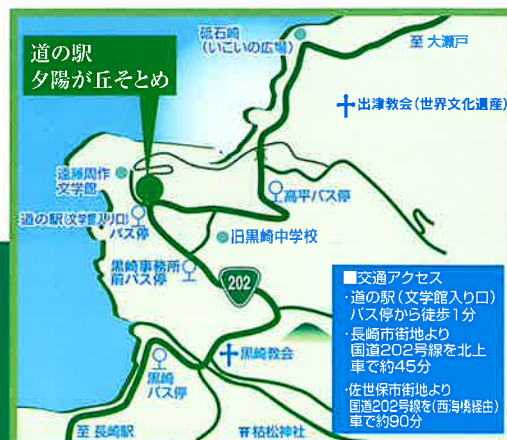 道の駅
夕陽が丘そとめ
砥石崎
(いこいの広場)
至 大瀬戸
出津教会(世界文化遺産)
遠藤周作
文学館
高平バス停
道の駅(文学館入り口)
バス停
旧黒崎中学校
黒崎事務所
前バス停
202
■交通アクセス
・道の駅(文学館入り口)
バス停から徒歩1分
・長崎市街地より
国道202号線を北上
車で約45分
・佐世保市街地より
国道202号線を(西海橋経由)
車で約90分
黒崎教会
黒崎
バス停
至 長崎駅
枯松神社